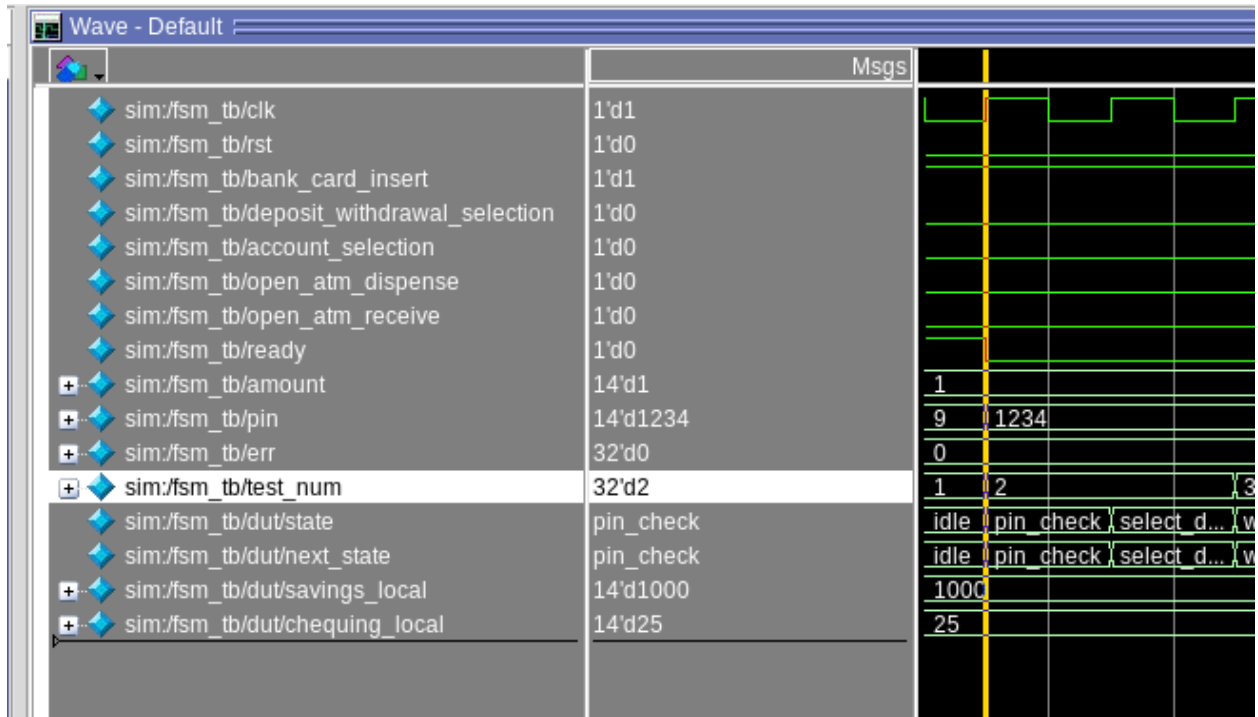 Wave - Default
Msgs
sim:/fsm_tb/clk 1'd1
sim:/fsm_tb/rst 1'd0
sim:/fsm_tb/bank_card_insert 1'd1
sim:/fsm_tb/deposit_withdrawal_selection 1'd0
sim:/fsm_tb/account_selection 1'd0
sim:/fsm_tb/open_atm_dispense 1'd0
sim:/fsm_tb/open_atm_receive 1'd0
sim:/fsm_tb/ready 1'd0
sim:/fsm_tb/amount 14'd1 1
sim:/fsm_tb/pin 14'd1234 9 1234
sim:/fsm_tb/err 32'd0 0
sim:/fsm_tb/test_num 32'd2 1 2 3
sim:/fsm_tb/dut/state pin_check idle pin_check select_d... w
sim:/fsm_tb/dut/next_state pin_check idle pin_check select_d... w
sim:/fsm_tb/dut/savings_local 14'd1000 1000
sim:/fsm_tb/dut/chequing_local 14'd25 25